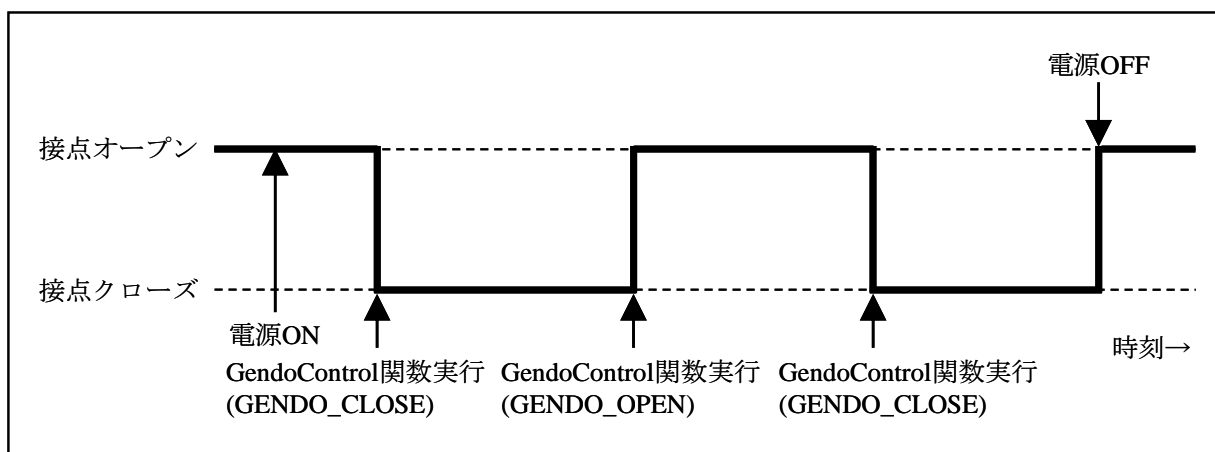 電源OFF
接点オープン
接点クローズ
電源ON
時刻→
GendoControl関数実行
(GENDO_CLOSE)
GendoControl関数実行
(GENDO_OPEN)
GendoControl関数実行
(GENDO_CLOSE)